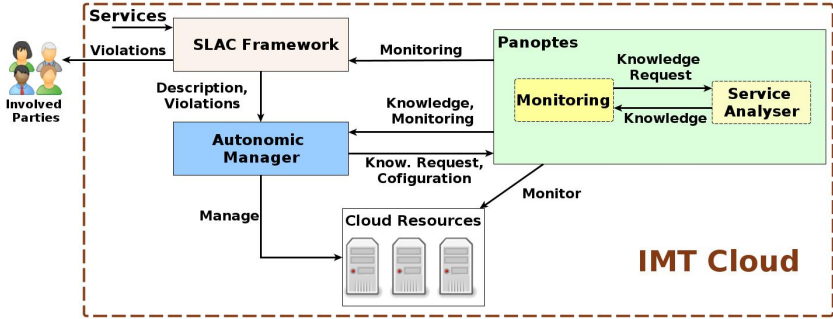 Services
SLAC Framework
Violations
Involved
Parties
Monitoring
Panoptes
Knowledge
Request
Monitoring
Service
Analyser
Knowledge
Description,
Violations
Knowledge,
Monitoring
Autonomic
Manager
Know. Request,
Cofiguration
Manage
Monitor
Cloud Resources
IMT Cloud